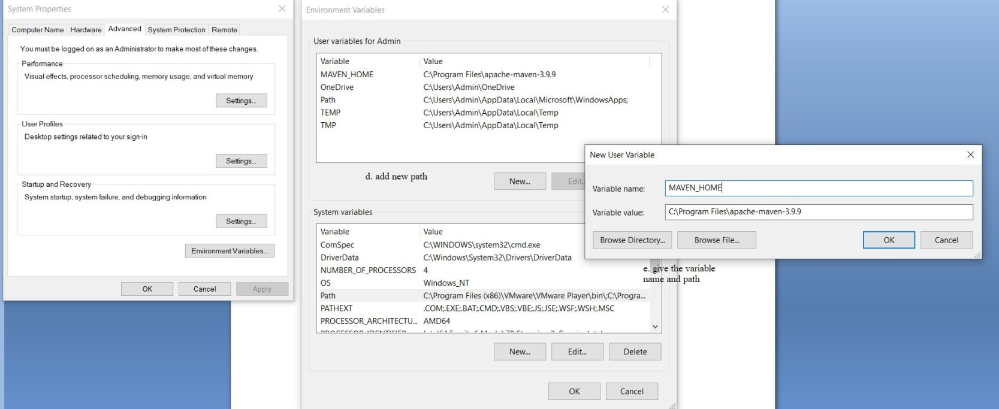 System Properties
Computer Name Hardware Advanced System Protection Remote
You must be logged on as an Administrator to make most of these changes.
Performance
Visual effects, processor scheduling, memory usage, and virtual memory
Settings...
User Profiles
Desktop settings related to your sign-in
Settings...
Startup and Recovery
System startup, system failure, and debugging information
Settings...
Environment Variables...
OK Cancel Apply
Environment Variables
User variables for Admin
Variable Value
MAVEN_HOME C:\Program Files\apache-maven-3.9.9
OneDrive C:\Users\Admin\OneDrive
Path C:\Users\Admin\AppData\Local\Microsoft\WindowsApps;
TEMP C:\Users\Admin\AppData\Local\Temp
TMP C:\Users\Admin\AppData\Local\Temp
d. add new path
New... Edit...
System variables
Variable Value
ComSpec C:\WINDOWS\system32\cmd.exe
DriverData C:\Windows\System32\Drivers\DriverData
NUMBER_OF_PROCESSORS 4
OS Windows_NT
Path C:\Program Files (x86)\VMware\VMware Player\bin\;C:\Progra...
PATHEXT .COM;.EXE;.BAT;.CMD;.VBS;.VBE;.JS;.JSE;.WSF;.WSH;.MSC
PROCESSOR_ARCHITECTU... AMD64
New... Edit... Delete
OK Cancel
New User Variable
Variable name: MAVEN_HOME
Variable value: C:\Program Files\apache-maven-3.9.9
Browse Directory... Browse File... OK Cancel
e. give the variable
name and path